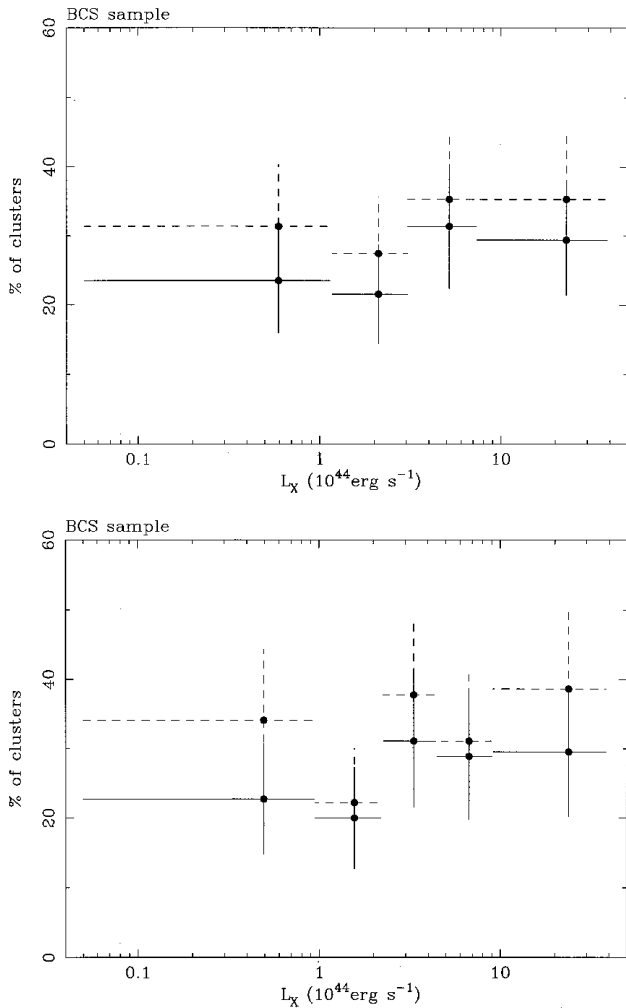 BCS sample
60
40
20
0
% of clusters
0.1 1 10
L_X (10^44 erg s^-1)
BCS sample
60
40
20
0
% of clusters
0.1 1 10
L_X (10^44 erg s^-1)